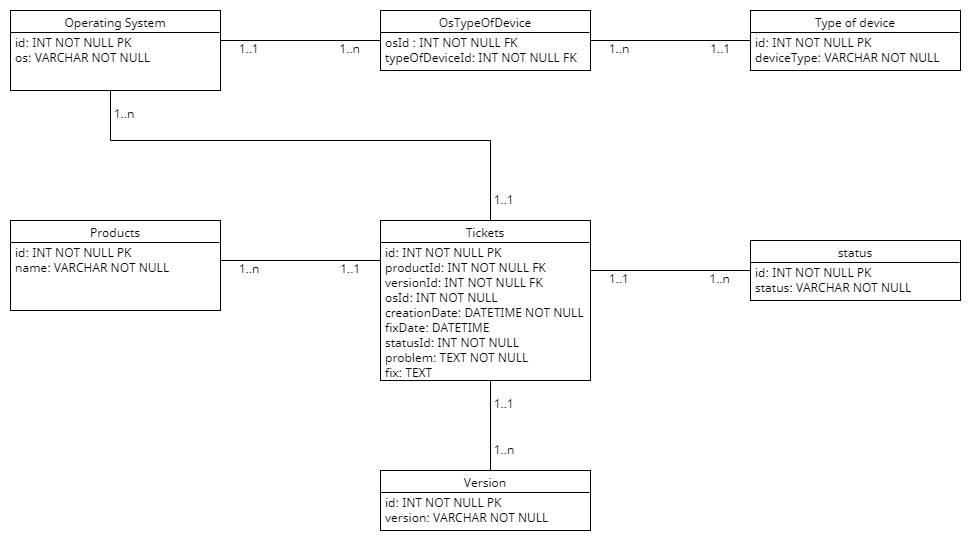 Operating System
id: INT NOT NULL PK
os: VARCHAR NOT NULL
1..1
1..n
OsTypeOfDevice
osId : INT NOT NULL FK
typeOfDeviceId: INT NOT NULL FK
1..n
1..1
Type of device
id: INT NOT NULL PK
deviceType: VARCHAR NOT NULL
1..n
1..1
Products
id: INT NOT NULL PK
name: VARCHAR NOT NULL
1..n
1..1
Tickets
id: INT NOT NULL PK
productId: INT NOT NULL FK
versionId: INT NOT NULL FK
osId: INT NOT NULL
creationDate: DATETIME NOT NULL
fixDate: DATETIME
statusId: INT NOT NULL
problem: TEXT NOT NULL
fix: TEXT
1..1
1..n
status
id: INT NOT NULL PK
status: VARCHAR NOT NULL
1..1
1..n
Version
id: INT NOT NULL PK
version: VARCHAR NOT NULL